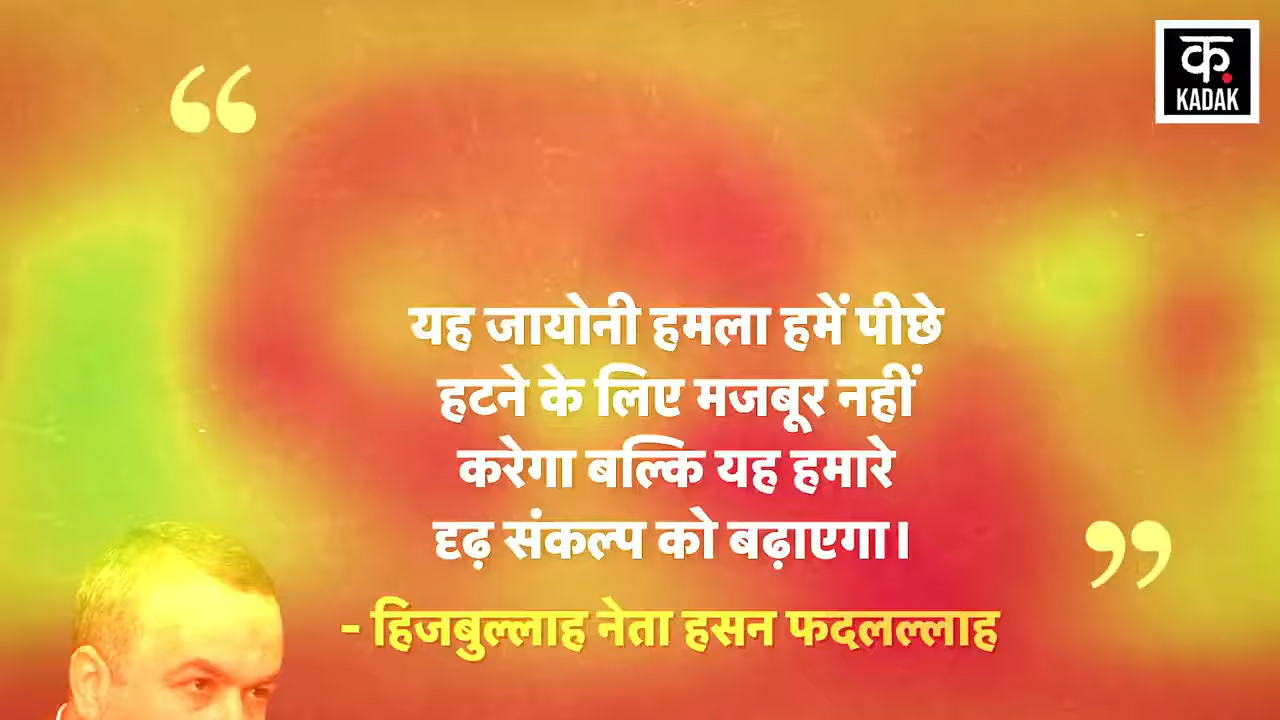 क.
KADAK
“
यह जायोनी हमला हमें पीछे
हटने के लिए मजबूर नहीं
करेगा बल्कि यह हमारे
दृढ़ संकल्प को बढ़ाएगा।
”
- हिजबुल्लाह नेता हसन फदलल्लाह